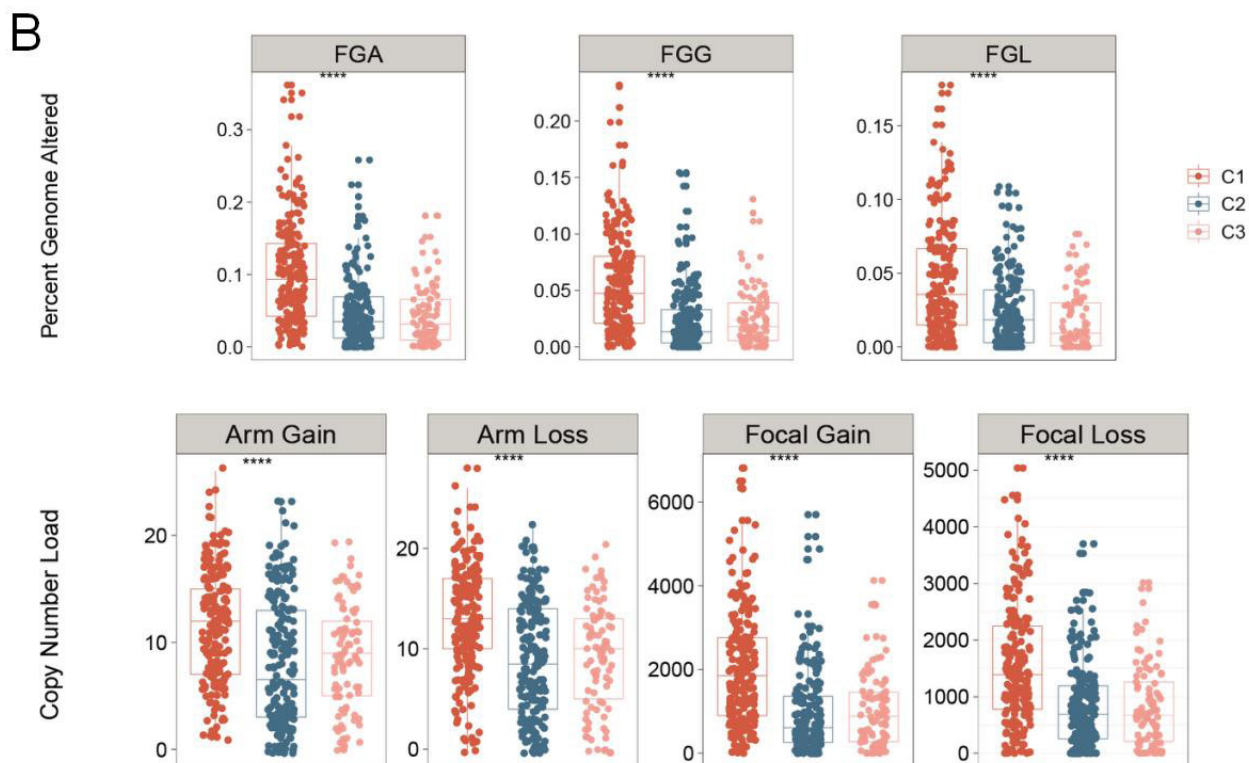 B
FGA
FGG
FGL
****
****
****
Percent Genome Altered
0.3
0.2
0.1
0.0
0.20
0.15
0.10
0.05
0.00
0.15
0.10
0.05
0.00
C1
C2
C3
Arm Gain
Arm Loss
Focal Gain
Focal Loss
****
****
****
****
Copy Number Load
20
10
0
20
10
0
6000
4000
2000
0
5000
4000
3000
2000
1000
0